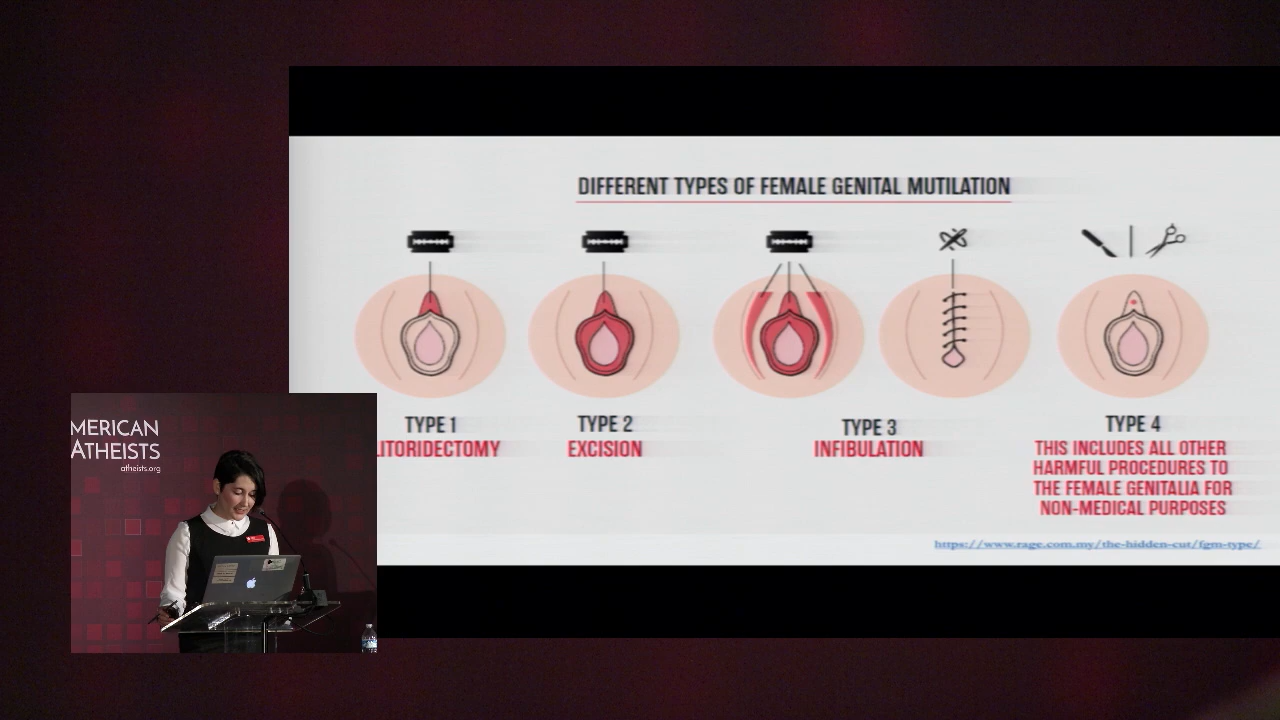 DIFFERENT TYPES OF FEMALE GENITAL MUTILATION
TYPE 1
LITORIDECTOMY
TYPE 2
EXCISION
TYPE 3
INFIBULATION
TYPE 4
THIS INCLUDES ALL OTHER
HARMFUL PROCEDURES TO
THE FEMALE GENITALIA FOR
NON-MEDICAL PURPOSES
https://www.rage.com.my/the-hidden-cut/fgm-type/
MERICAN
ATHEISTS
atheists.org